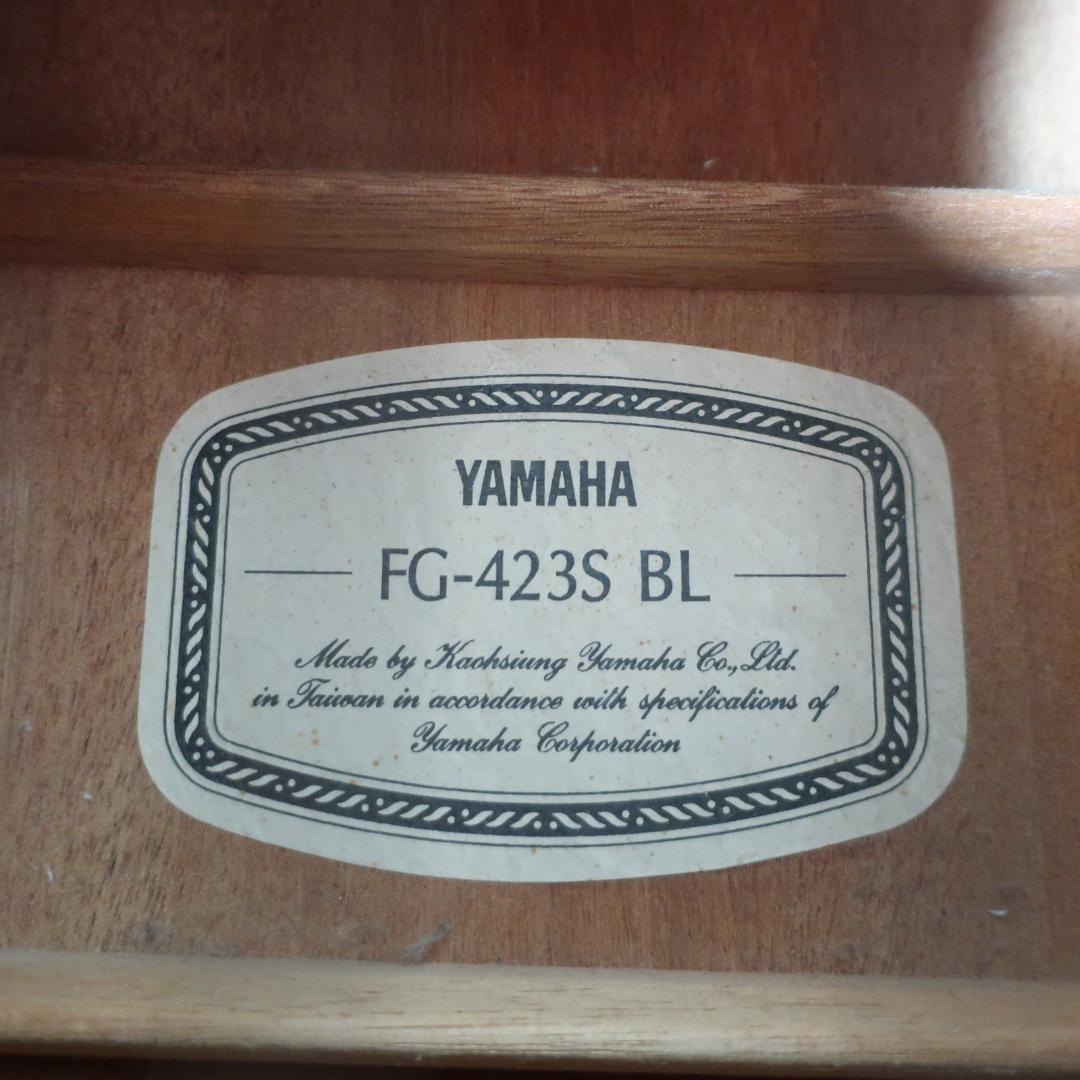 YAMAHA
FG-423S BL
Made by Kaohsiung Yamaha Co., Ltd.
in Taiwan in accordance with specifications of
Yamaha Corporation